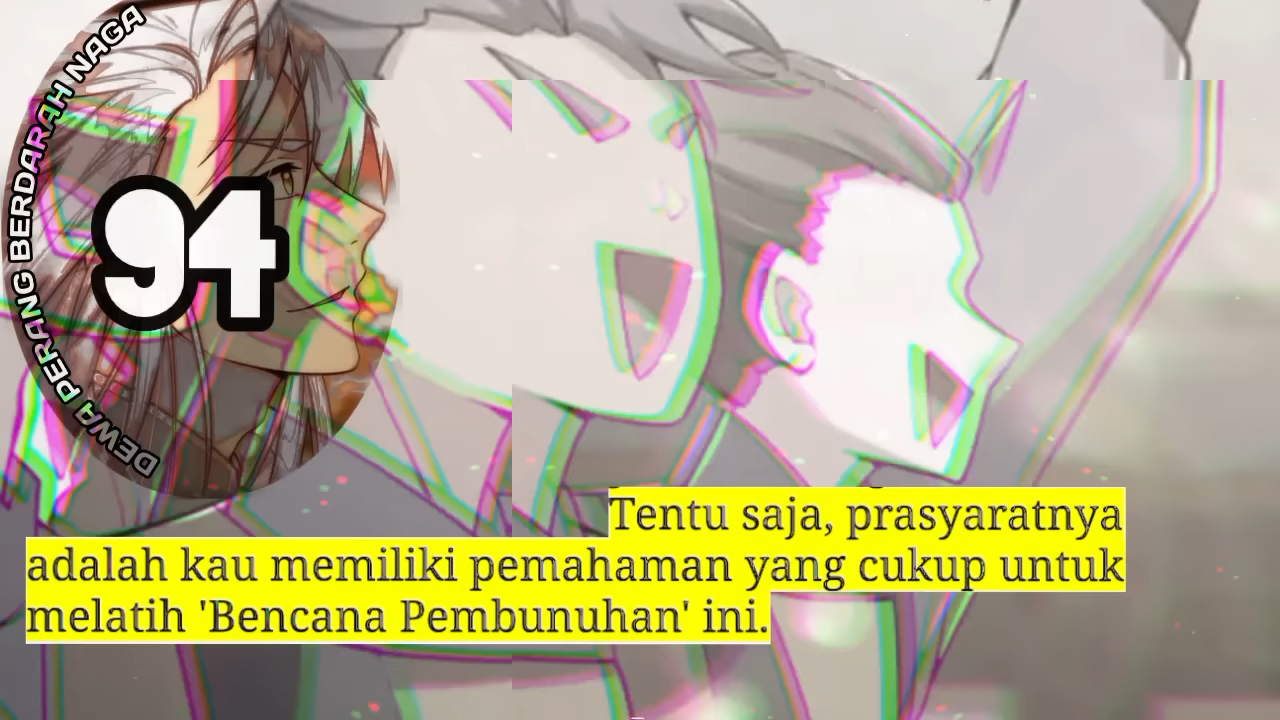 DEWA PERANG BERDARAH NAGA
94
Tentu saja, prasyaratnya
adalah kau memiliki pemahaman yang cukup untuk
melatih 'Bencana Pembunuhan' ini.